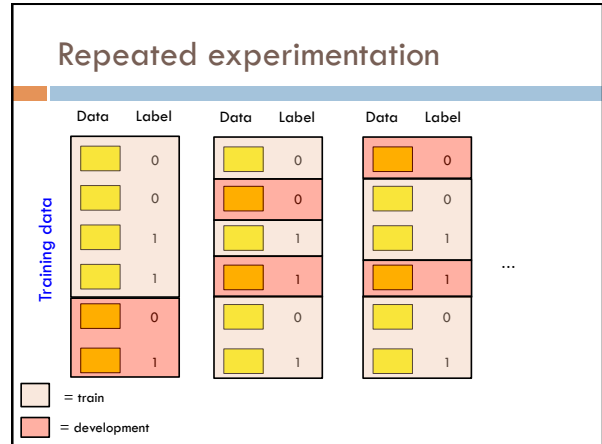 Repeated experimentation
Data Label Data Label Data Label
Training data
0 0 0
0 0 0
1 1 1
1 1 1
...
0 0 0
1 1 1
= train
= development